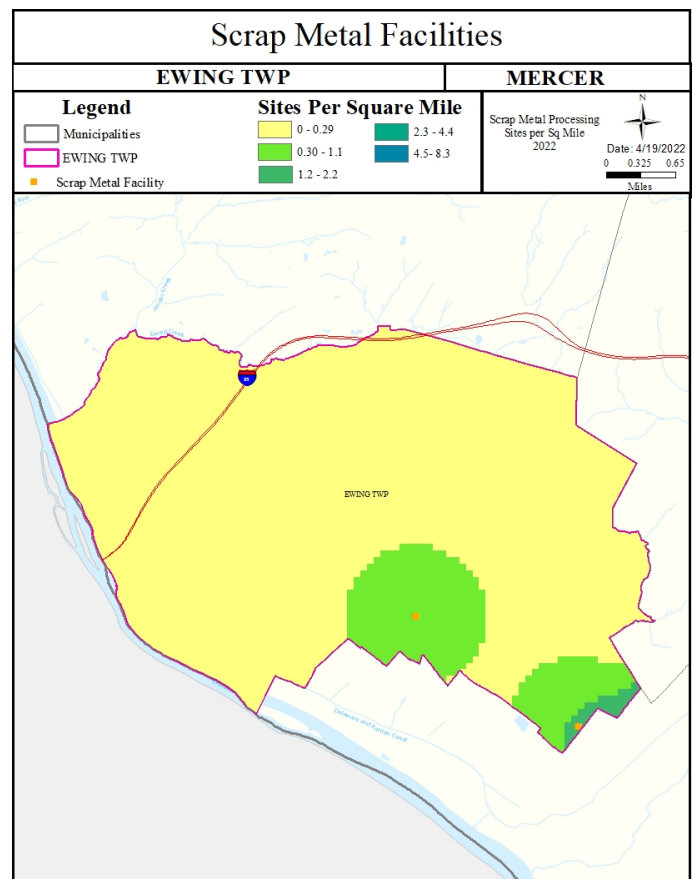 Scrap Metal Facilities
EWING TWP
MERCER
Legend
Municipalities
EWING TWP
Scrap Metal Facility
Sites Per Square Mile
0 - 0.29
0.30 - 1.1
1.2 - 2.2
2.3 - 4.4
4.5- 8.3
Scrap Metal Processing
Sites per Sq Mile
2022
N
Date: 4/19/2022
0 0.325 0.65
Miles
EWING TWP
Delaware and Raritan Canal